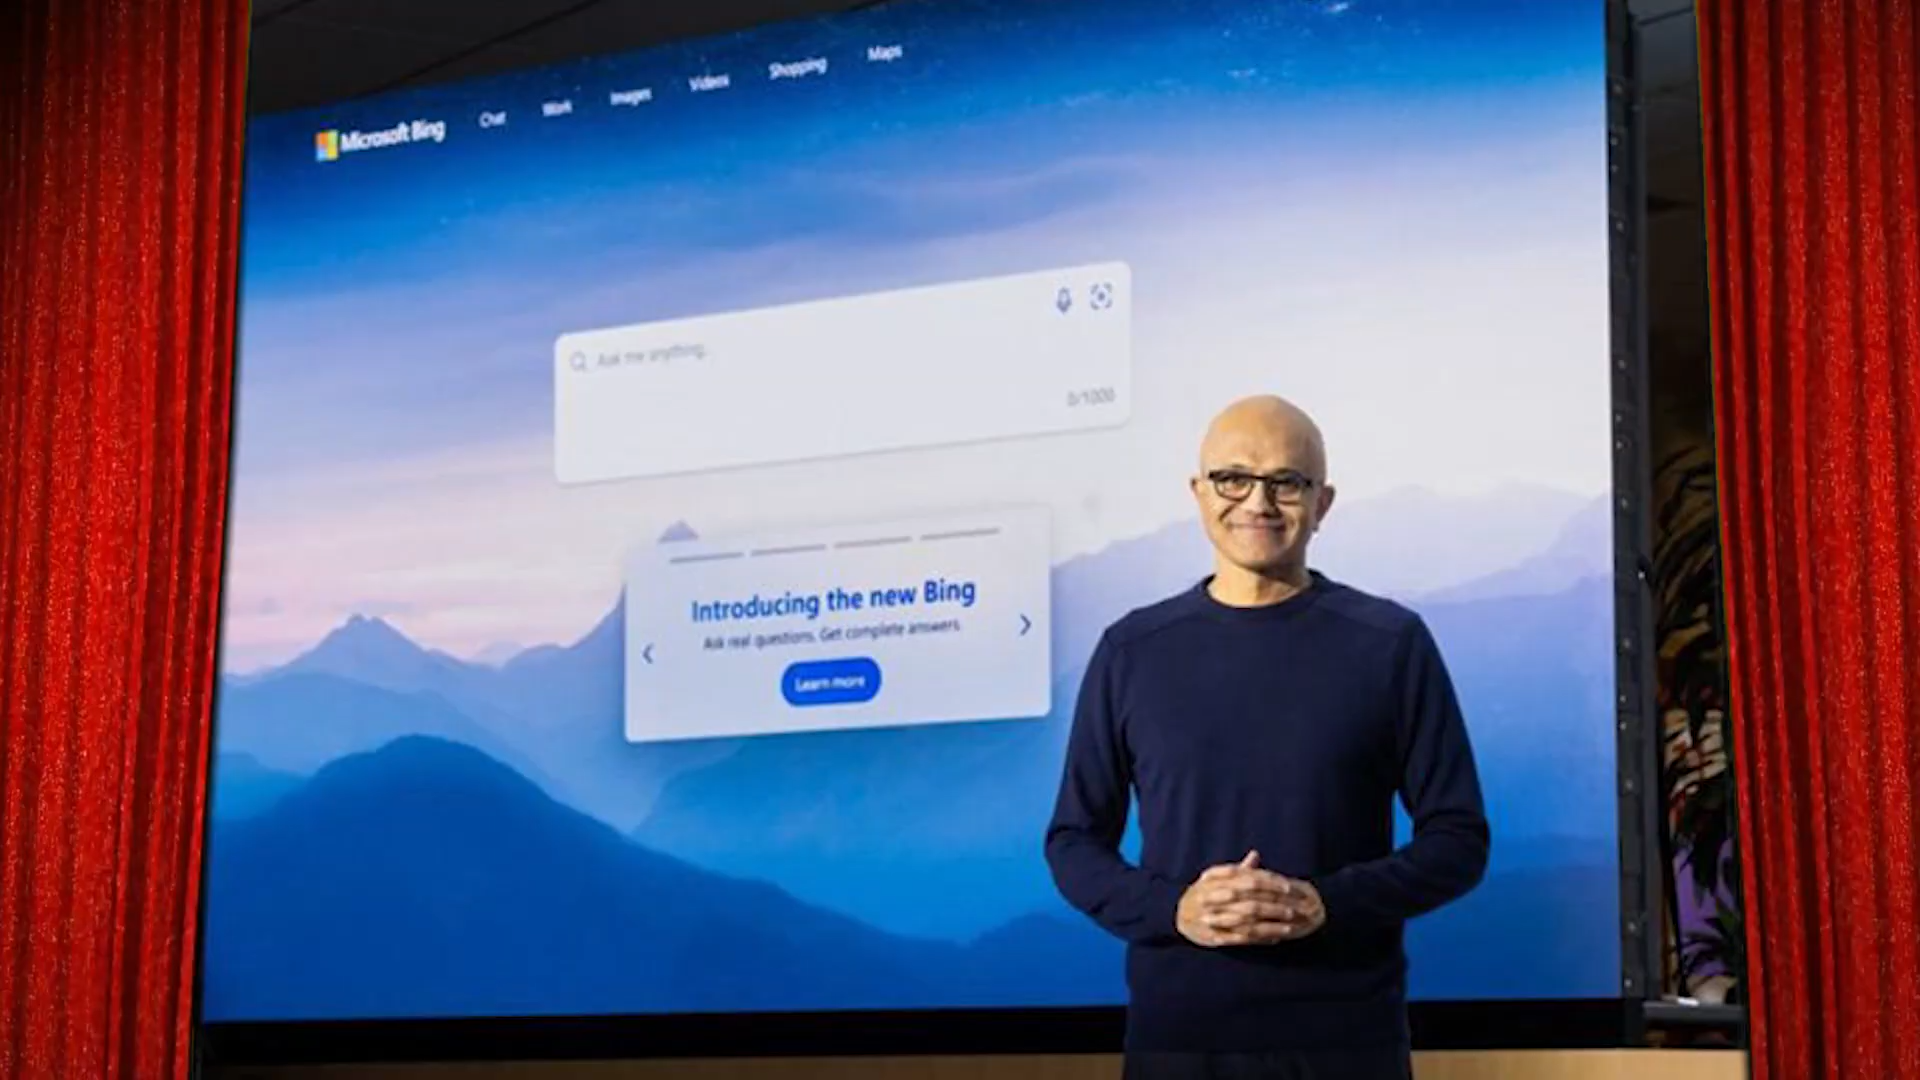 Microsoft Bing Chat Work Images Videos Shopping Maps
Ask me anything...
0/1000
Introducing the new Bing
Ask real questions. Get complete answers.
Learn more